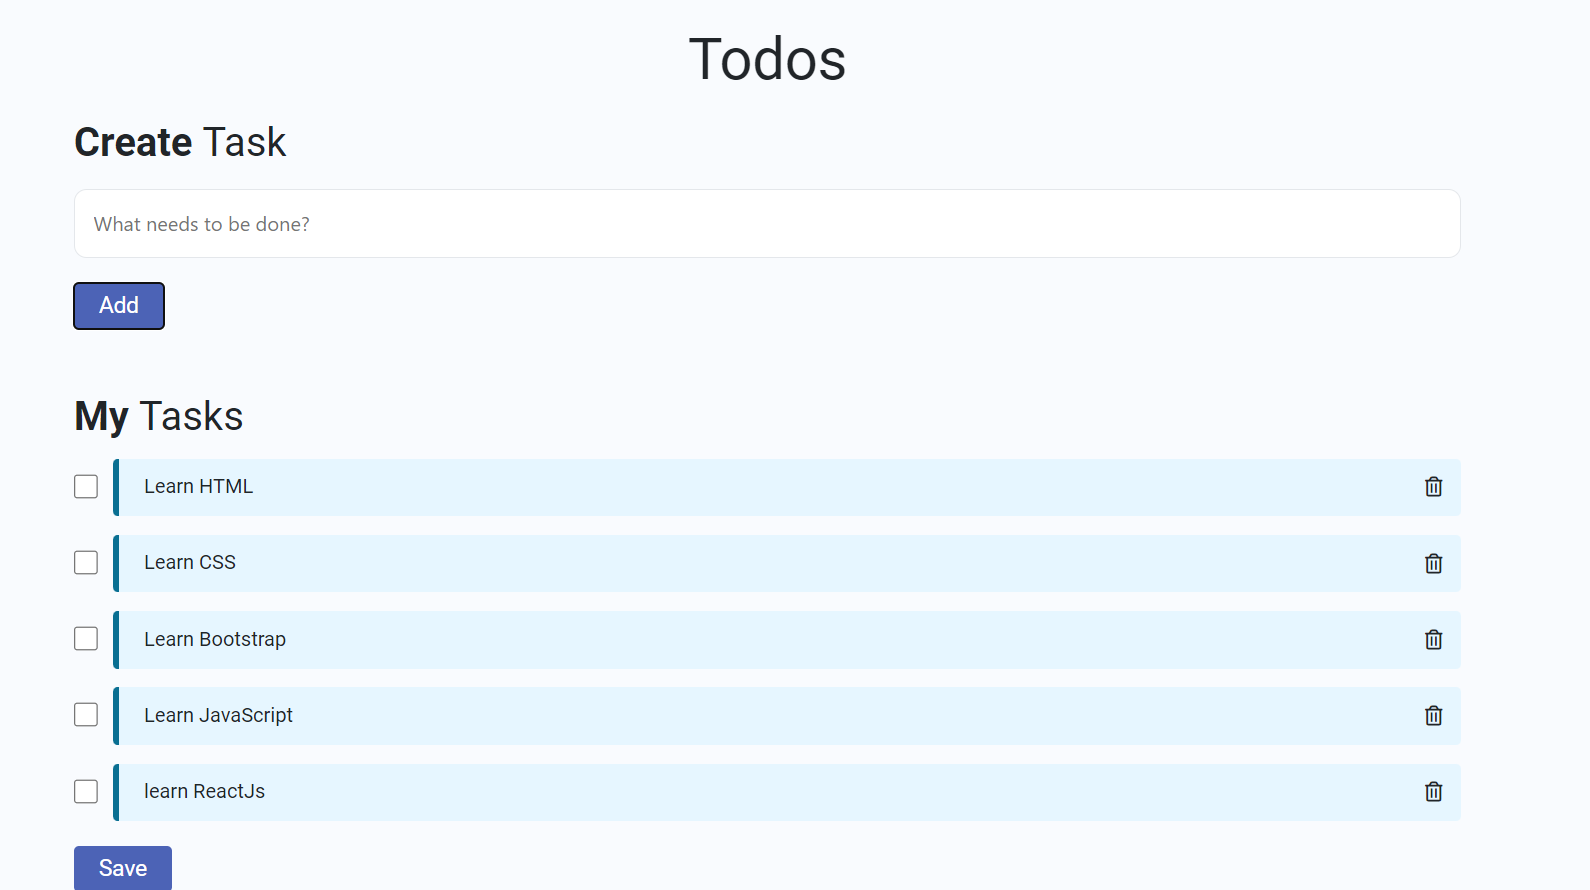 Todos
Create Task
What needs to be done?
Add
My Tasks
Learn HTML
Learn CSS
Learn Bootstrap
Learn JavaScript
learn ReactJs
Save